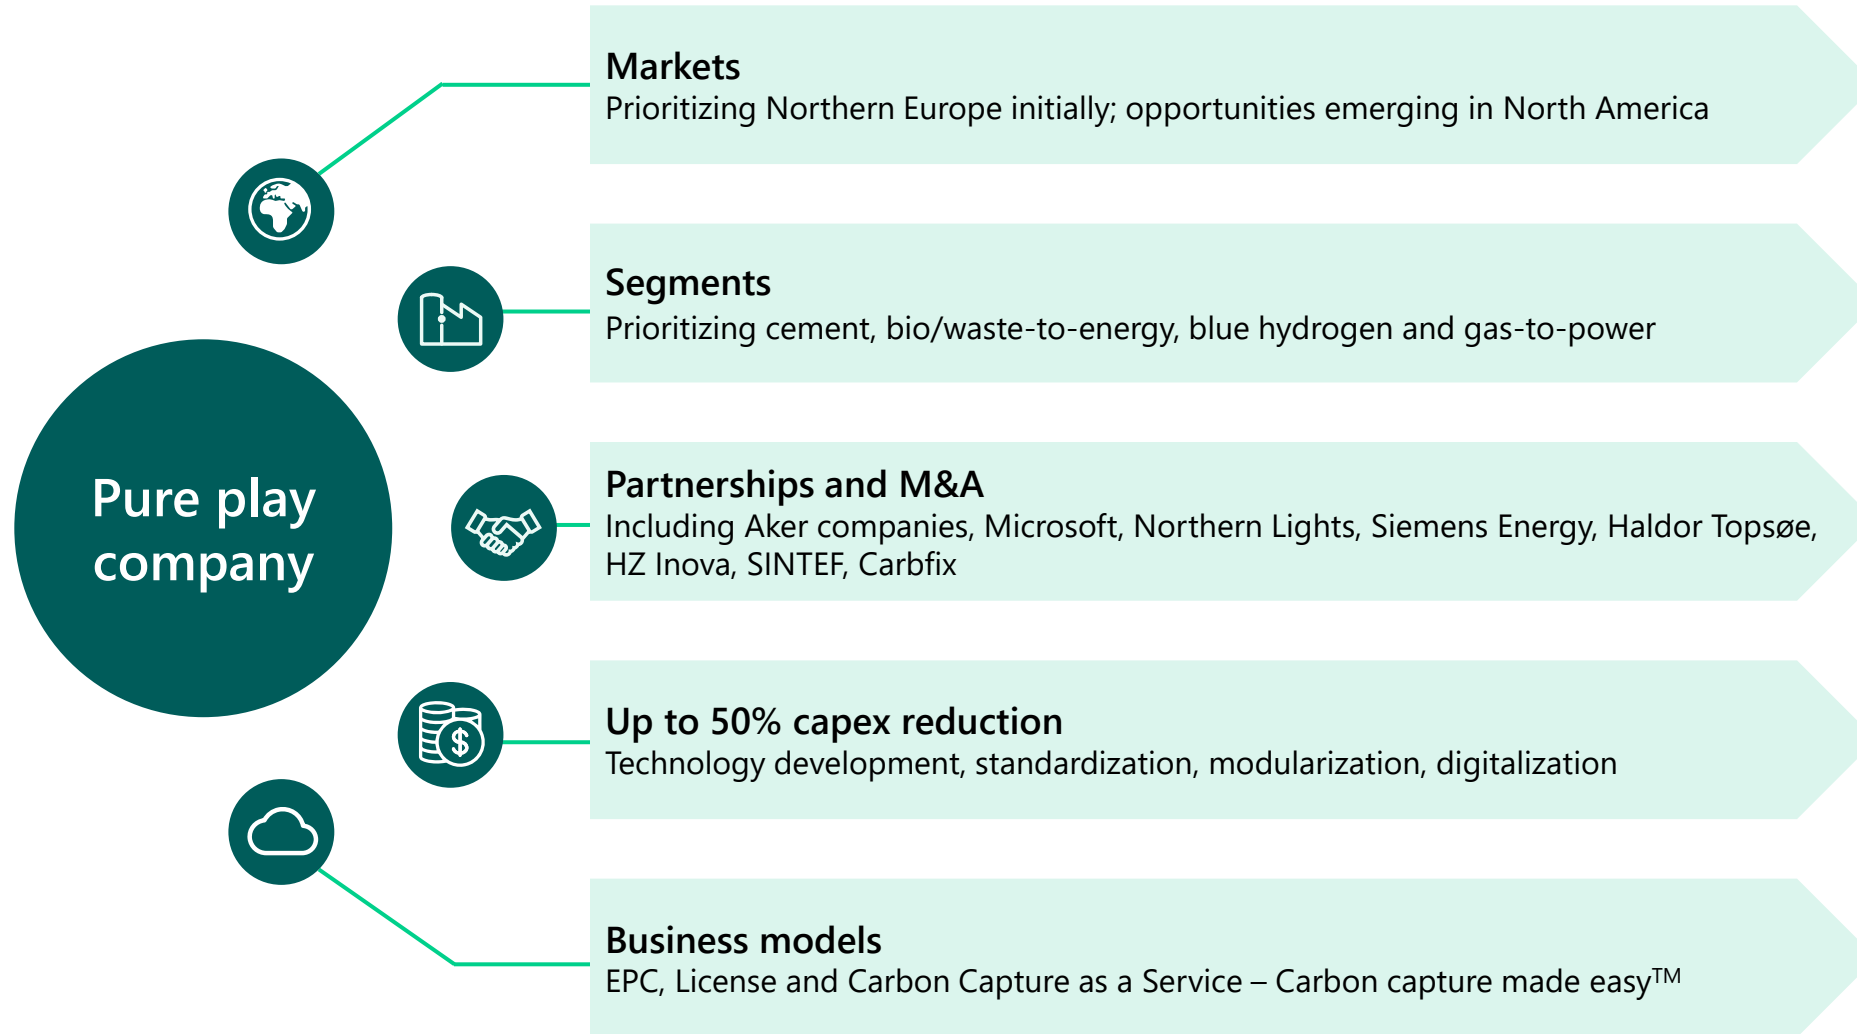 Markets
Prioritizing Northern Europe initially; opportunities emerging in North America
Segments
Prioritizing cement, bio/waste-to-energy, blue hydrogen and gas-to-power
Pure play
company
Partnerships and M&A
Including Aker companies, Microsoft, Northern Lights, Siemens Energy, Haldor Topsøe,
HZ Inova, SINTEF, Carbfix
$
Up to 50% capex reduction
Technology development, standardization, modularization, digitalization
Business models
EPC, License and Carbon Capture as a Service – Carbon capture made easy™